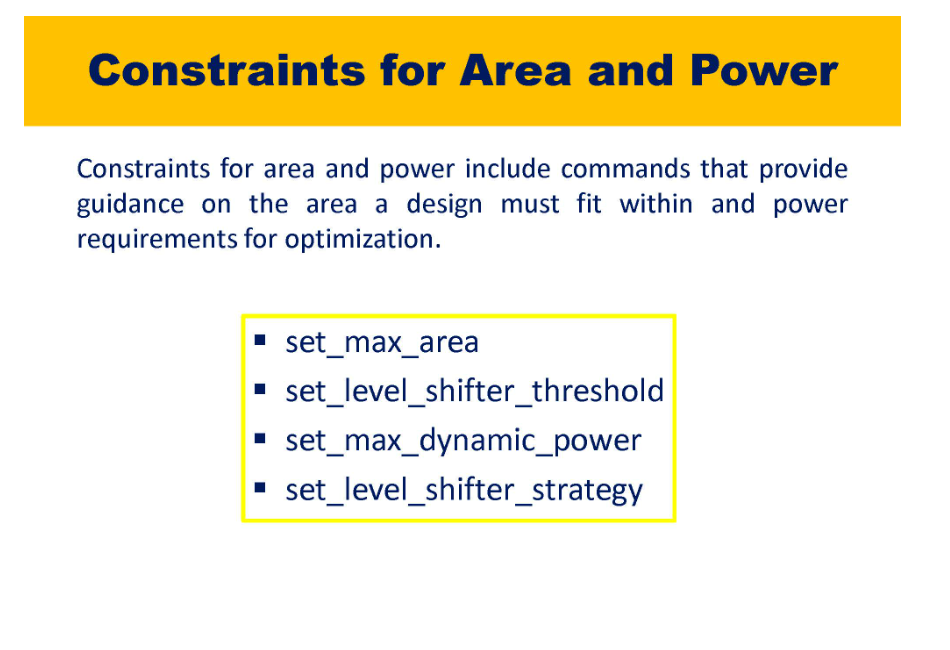 Constraints for Area and Power
Constraints for area and power include commands that provide
guidance on the area a design must fit within and power
requirements for optimization.
▪ set_max_area
▪ set_level_shifter_threshold
▪ set_max_dynamic_power
▪ set_level_shifter_strategy